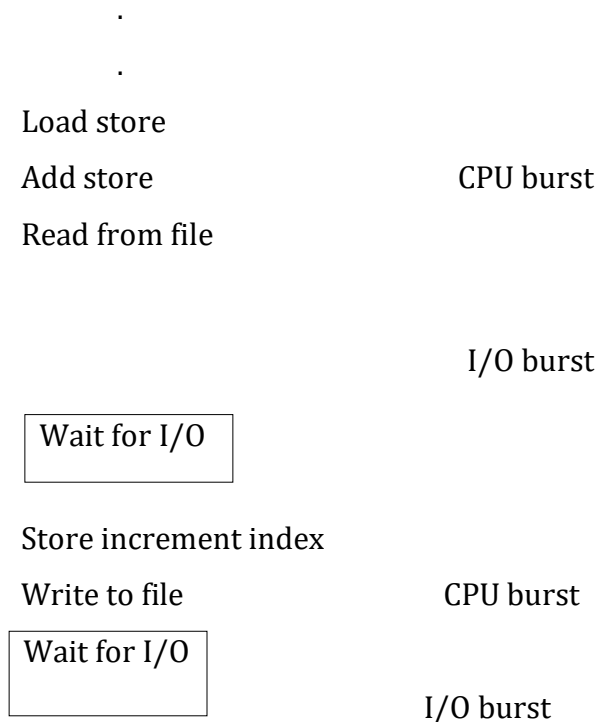 .
.
Load store
Add store CPU burst
Read from file
I/O burst
Wait for I/O
Store increment index
Write to file CPU burst
Wait for I/O
I/O burst